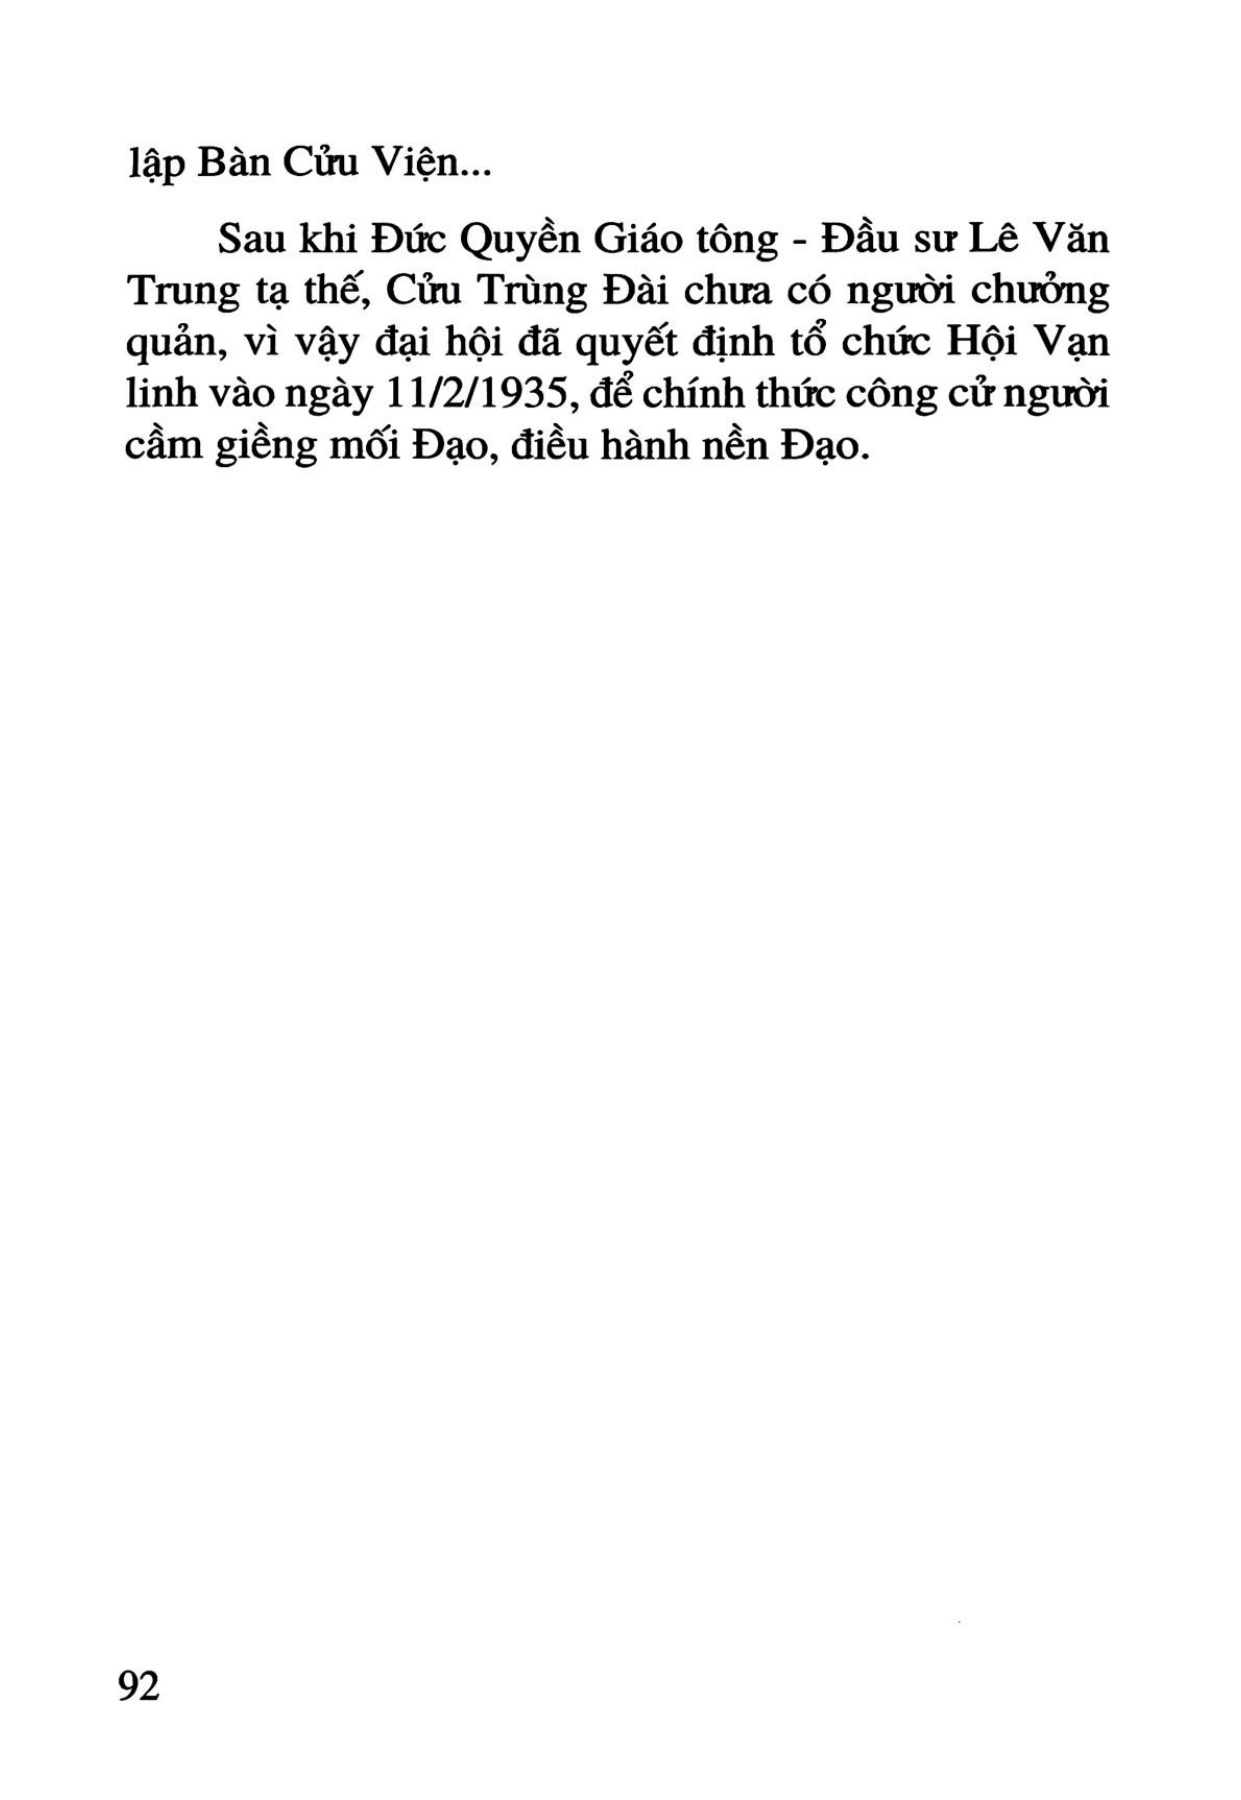 lập Bàn Cửu Viện...
Sau khi Đức Quyền Giáo tông - Đầu sư Lê Văn
Trung tạ thế, Cửu Trùng Đài chưa có người chưởng
quản, vì vậy đại hội đã quyết định tổ chức Hội Vạn
linh vào ngày 11/2/1935, để chính thức công cử người
cầm giềng mối Đạo, điều hành nền Đạo.
92